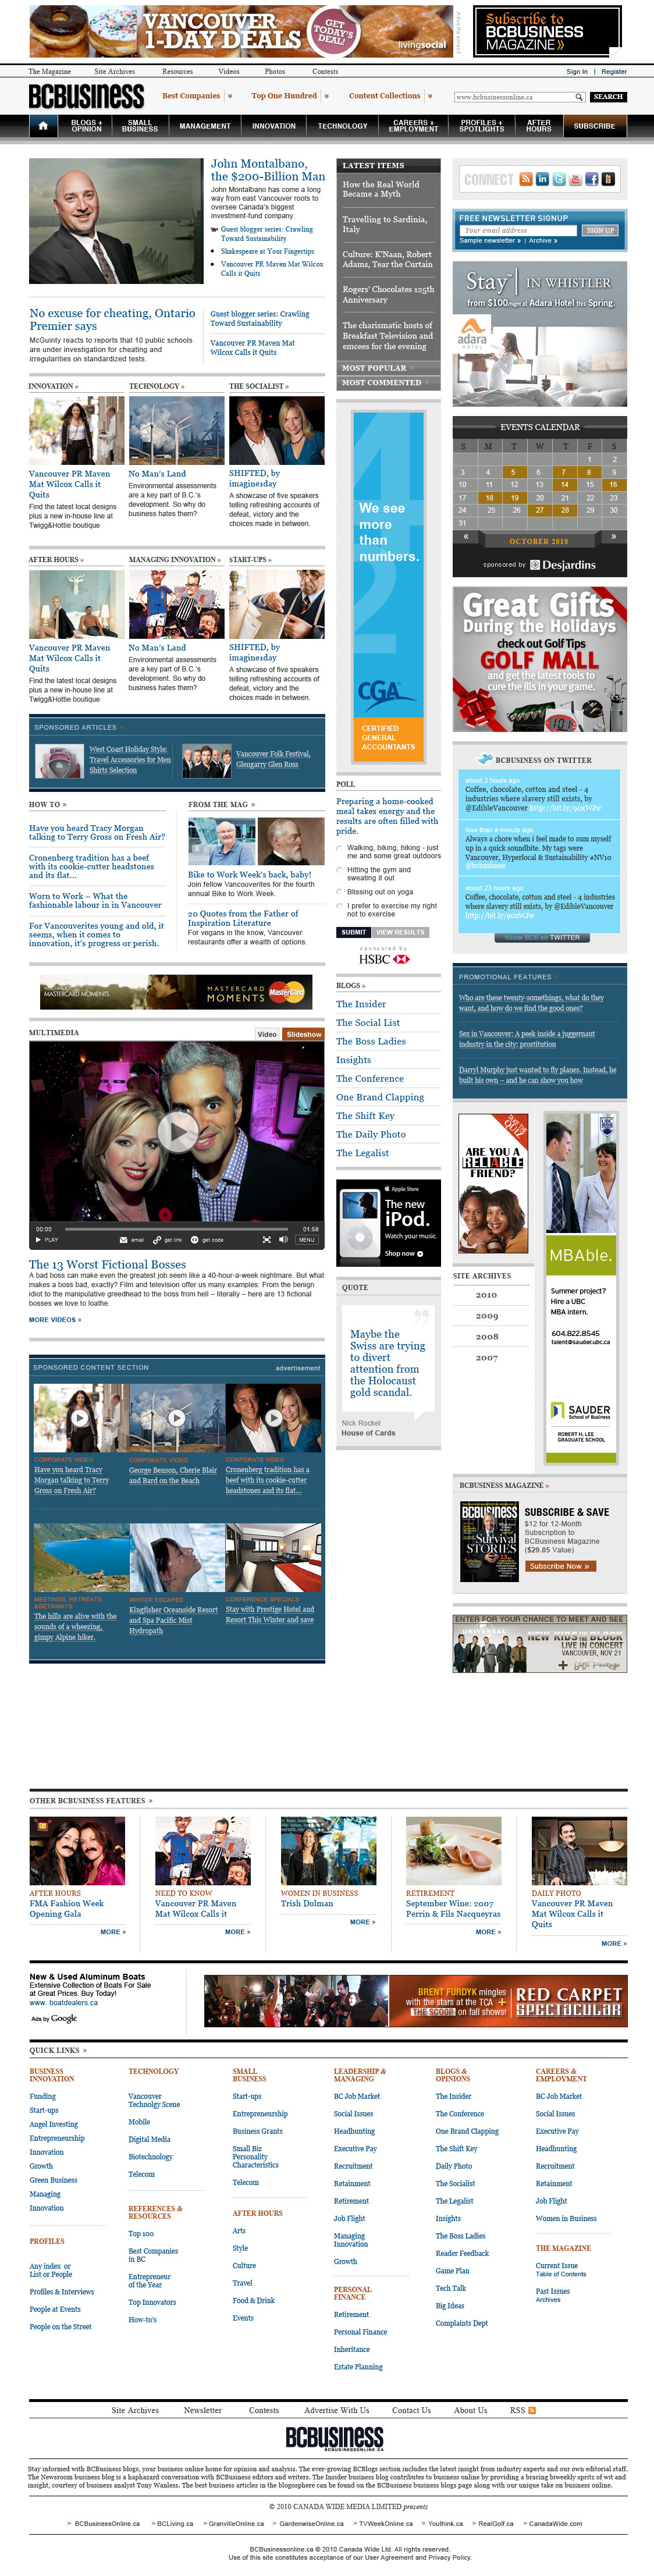 VANCOUVER
1-DAY DEALS
GET TODAY'S DEAL!
livingsocial
Advertisement
Subscribe to
BCBUSINESS
MAGAZINE »
The Magazine Site Archives Resources Videos Photos Contests
Sign In | Register
BCBUSINESS
Best Companies Top One Hundred Content Collections
www.bcbusinessonline.ca SEARCH
BLOGS + OPINION
SMALL BUSINESS
MANAGEMENT
INNOVATION
TECHNOLOGY
CAREERS + EMPLOYMENT
PROFILES + SPOTLIGHTS
AFTER HOURS
SUBSCRIBE
John Montalbano,
the $200-Billion Man
John Montalbano has come a long
way from east Vancouver roots to
oversee Canada's biggest
investment-fund company.
Guest blogger series: Crawling
Toward Sustainability
Shakespeare at Your Fingertips
Vancouver PR Maven Mat Wilcox
Calls it Quits
No excuse for cheating, Ontario
Premier says
McGuinty reacts to reports that 10 public schools
are under investigation for cheating and
irregularities on standardized tests.
Guest blogger series: Crawling
Toward Sustainability
Vancouver PR Maven Mat
Wilcox Calls it Quits
INNOVATION »
Vancouver PR Maven
Mat Wilcox Calls it
Quits
Find the latest local designs
plus a new in-house line at
Twigg&Hottie boutique
TECHNOLOGY »
No Man's Land
Environmental assessments
are a key part of B.C.'s
development. So why do
business hates them?
THE SOCIALIST »
SHIFTED, by
imagine1day
A showcase of five speakers
telling refreshing accounts of
defeat, victory and the
choices made in between.
AFTER HOURS »
Vancouver PR Maven
Mat Wilcox Calls it
Quits
Find the latest local designs
plus a new in-house line at
Twigg&Hottie boutique
MANAGING INNOVATION »
No Man's Land
Environmental assessments
are a key part of B.C.'s
development. So why do
business hates them?
START-UPS »
SHIFTED, by
imagine1day
A showcase of five speakers
telling refreshing accounts of
defeat, victory and the
choices made in between.
SPONSORED ARTICLES
West Coast Holiday Style:
Travel Accessories for Men
Shirts Selection
Vancouver Folk Festival,
Glengarry Glen Ross
HOW TO »
Have you heard Tracy Morgan
talking to Terry Gross on Fresh Air?
Cronenberg tradition has a beef
with its cookie-cutter headstones
and its flat...
Worn to Work – What the
fashionable labour in in Vancouver
For Vancouverites young and old, it
seems, when it comes to
innovation, it's progress or perish.
FROM THE MAG »
Bike to Work Week's back, baby!
Join fellow Vancouverites for the fourth
annual Bike to Work Week.
20 Quotes from the Father of
Inspiration Literature
For vegans in the know, Vancouver
restaurants offer a wealth of options.
MASTERCARD MOMENTS
MASTERCARD
MOMENTS
MasterCard
MULTIMEDIA
Video Slideshow
00:00 01:58
PLAY email get link get code MENU
The 13 Worst Fictional Bosses
A bad boss can make even the greatest job seem like a 40-hour-a-week nightmare. But what
makes a boss bad, exactly? Film and television offer us many examples: From the benign
idiot to the manipulative greedhead to the boss from hell – literally – here are 13 fictional
bosses we love to loathe.
MORE VIDEOS »
SPONSORED CONTENT SECTION advertisement
CORPORATE VIDEO
Have you heard Tracy
Morgan talking to Terry
Gross on Fresh Air?
CORPORATE VIDEO
George Benson, Cherie Blair
and Bard on the Beach
CORPORATE VIDEO
Cronenberg tradition has a
beef with its cookie-cutter
headstones and its flat...
MEETINGS, RETREATS,
&GETAWAYS
The hills are alive with the
sounds of a wheezing,
gimpy Alpine hiker.
WINTER ESCAPES
Kingfisher Oceanside Resort
and Spa Pacific Mist
Hydropath
CONFERENCE SPECIALS
Stay with Prestige Hotel and
Resort This Winter and save
LATEST ITEMS
How the Real World
Became a Myth
Travelling to Sardinia,
Italy
Culture: K'Naan, Robert
Adams, Tear the Curtain
Rogers' Chocolates 125th
Anniversary
The charismatic hosts of
Breakfast Television and
emcees for the evening
MOST POPULAR
MOST COMMENTED
We see
more
than
numbers.
CGA
CERTIFIED
GENERAL
ACCOUNTANTS
POLL
Preparing a home-cooked
meal takes energy and the
results are often filled with
pride.
Walking, biking, hiking - just
me and some great outdoors
Hitting the gym and
sweating it out
Blissing out on yoga
I prefer to exercise my right
not to exercise
SUBMIT VIEW RESULTS
sponsored by
HSBC
BLOGS »
The Insider
The Social List
The Boss Ladies
Insights
The Conference
One Brand Clapping
The Shift Key
The Daily Photo
The Legalist
Apple Store
The new
iPod.
Watch your music.
Shop now
QUOTE
Maybe the
Swiss are trying
to divert
attention from
the Holocaust
gold scandal.
Nick Rockel
House of Cards
CONNECT
FREE NEWSLETTER SIGNUP
Your email address SIGN UP
Sample newsletter » | Archive »
Stay IN WHISTLER
from $100/night at Adara Hotel this Spring.
adara
HOTEL
EVENTS CALENDAR
S M T W T F S
1 2
3 4 5 6 7 8 9
10 11 12 13 14 15 16
17 18 19 20 21 22 23
24 25 26 27 28 29 30
31
« OCTOBER 2010 »
sponsored by Desjardins
Great Gifts
During the Holidays
check out Golf Tips
GOLF MALL
and get the latest tools to
cure the ills in your game.
BCBUSINESS ON TWITTER
about 2 hours ago
Coffee, chocolate, cotton and steel - 4
industries where slavery still exists, by
@EdibleVancouver http://bit.ly/90xWJw
less than a minute ago
Always a chore when i feel made to sum myself
up in a quick soundbite. My tags were
Vancouver, Hyperlocal & Sustainability #NV10
@bcbusiness
about 23 hours ago
Coffee, chocolate, cotton and steel - 4 industries
where slavery still exists, by @EdibleVancouver
http://bit.ly/90xWJw
follow BCB on TWITTER
PROMOTIONAL FEATURES
Who are these twenty-somethings, what do they
want, and how do we find the good ones?
Sex in Vancouver: A peek inside a juggernaut
industry in the city: prostitution
Darryl Murphy just wanted to fly planes. Instead, he
built his own – and he can show you how
TAKE THE QUIZ
ARE YOU A
RELIABLE
FRIEND?
SITE ARCHIVES
2010
2009
2008
2007
UBC
MBAble.
Summer project?
Hire a UBC
MBA intern.
604.822.8545
talent@sauder.ubc.ca
SAUDER
School of Business
ROBERT H. LEE
GRADUATE SCHOOL
BCBUSINESS MAGAZINE »
BCBUSINESS
Survival
STORIES
SUBSCRIBE & SAVE
$12 for 12-Month
Subscription to
BCBusiness Magazine
($29.05 Value)
Subscribe Now »
ENTER FOR YOUR CHANCE TO MEET AND SEE
UNIVERSAL
NEW KIDS ON THE BLOCK
LIVE IN CONCERT
VANCOUVER, NOV 21
OTHER BCBUSINESS FEATURES »
AFTER HOURS
FMA Fashion Week
Opening Gala
MORE »
NEED TO KNOW
Vancouver PR Maven
Mat Wilcox Calls it
MORE »
WOMEN IN BUSINESS
Trish Dolman
MORE »
RETIREMENT
September Wine: 2007
Perrin & Fils Nacqueyras
MORE »
DAILY PHOTO
Vancouver PR Maven
Mat Wilcox Calls it
Quits
MORE »
New & Used Aluminum Boats
Extensive Collection of Boats For Sale
at Great Prices. Buy Today!
www. boatdealers.ca
Ads by Google
BRENT FURDYK mingles
with the stars at the TCA +
THE SCOOP on fall shows!
RED CARPET
SPECTACULAR
QUICK LINKS »
BUSINESS
INNOVATION
Funding
Start-ups
Angel Investing
Entrepreneurship
Innovation
Growth
Green Business
Managing
Innovation
PROFILES
Any index or
List or People
Profiles & Interviews
People at Events
People on the Street
TECHNOLOGY
Vancouver
Technolgy Scene
Mobile
Digital Media
Biotechnology
Telecom
REFERENCES &
RESOURCES
Top 100
Best Companies
in BC
Entrepreneur
of the Year
Top Innovators
How-to's
SMALL
BUSINESS
Start-ups
Entrepreneurship
Business Grants
Small Biz
Personality
Characteristics
Telecom
AFTER HOURS
Arts
Style
Culture
Travel
Food & Drink
Events
LEADERSHIP &
MANAGING
BC Job Market
Social Issues
Headhunting
Executive Pay
Recruitment
Retainment
Retirement
Job Flight
Managing
Innovation
Growth
PERSONAL
FINANCE
Retirement
Personal Finance
Inheritance
Estate Planning
BLOGS &
OPINIONS
The Insider
The Conference
One Brand Clapping
The Shift Key
Daily Photo
The Socialist
The Legalist
Insights
The Boss Ladies
Reader Feedback
Game Plan
Tech Talk
Big Ideas
Complaints Dept
CAREERS &
EMPLOYMENT
BC Job Market
Social Issues
Executive Pay
Headhunting
Recruitment
Retainment
Job Flight
Women in Business
THE MAGAZINE
Current Issue
Table of Contents
Past Issues
Archives
Site Archives Newsletter Contests Advertise With Us Contact Us About Us RSS
BCBUSINESS
BCBUSINESSONLINE.CA
Stay informed with BCBusiness blogs, your business online home for opinion and analysis. The ever-growing BCBlogs section includes the latest insight from industry experts and our own editorial staff.
The Newsroom business blog is a haphazard conversation with BCBusiness editors and writers. The Insider business blog contributes to business online by providing a bracing biweekly spritz of wit and
insight, courtesy of business analyst Tony Wanless. The best business articles in the blogosphere can be found on the BCBusiness business blogs page along with our unique take on business online.
© 2010 CANADA WIDE MEDIA LIMITED presents
> BCBusinessOnline.ca > BCLiving.ca > GranvilleOnline.ca > GardenwiseOnline.ca > TVWeekOnline.ca > Youthink.ca > RealGolf.ca > CanadaWide.com
BCBusinessonline.ca © 2010 Canada Wide Ltd. All rights reserved.
Use of this site constitutes acceptance of our User Agreement and Privacy Policy.